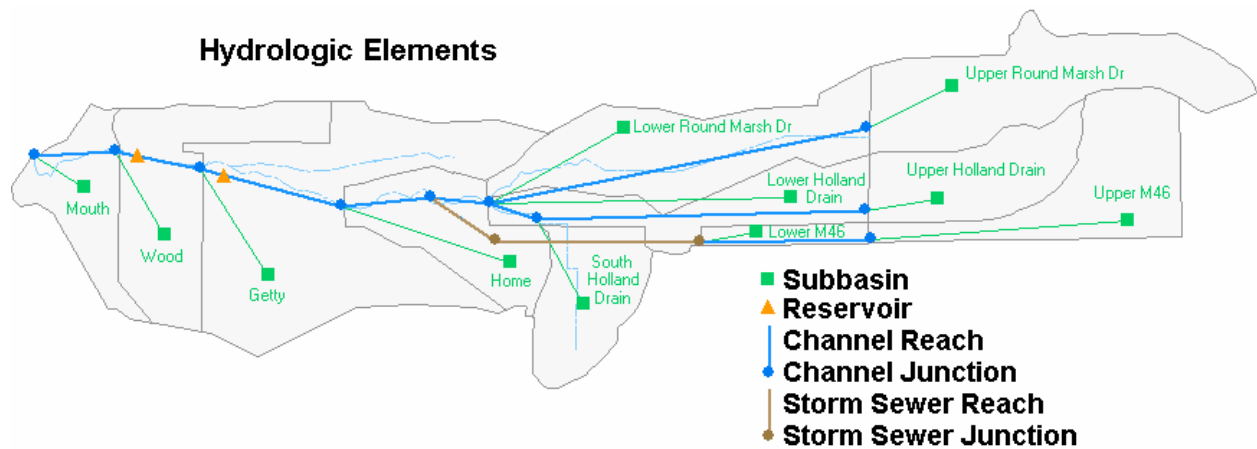 Hydrologic Elements
Upper Round Marsh Dr
Lower Round Marsh Dr
Upper Holland Drain
Lower Holland
Drain
Upper M46
Mouth
Lower M46
Wood
Home
South
Holland
Drain
Getty
Subbasin
Reservoir
Channel Reach
Channel Junction
Storm Sewer Reach
Storm Sewer Junction